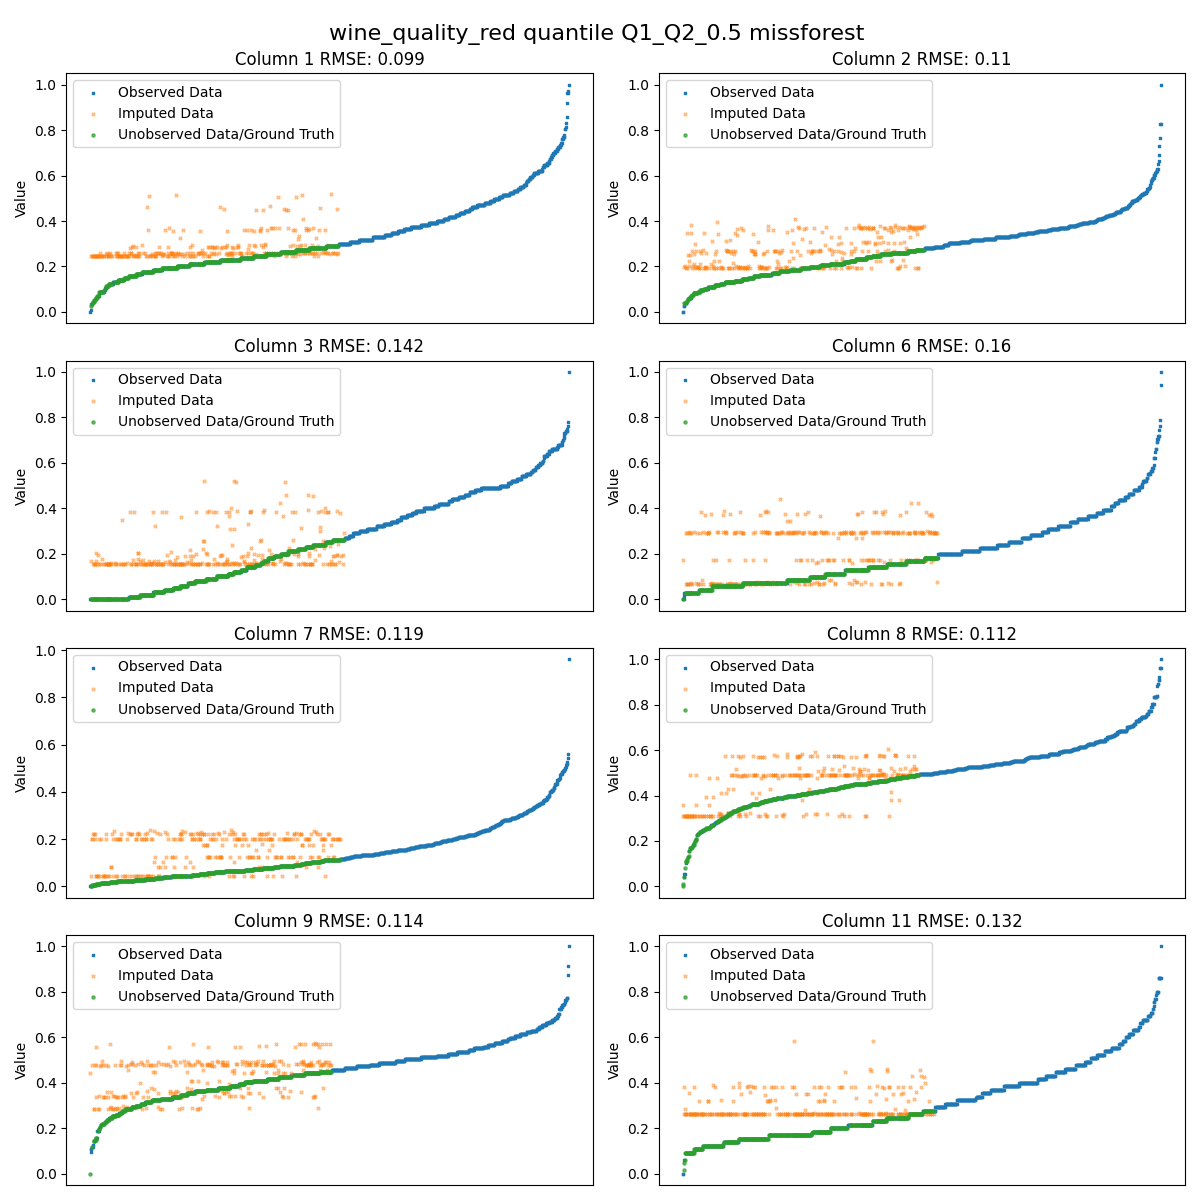 wine_quality_red quantile Q1_Q2_0.5 missforest
Column 1 RMSE: 0.099
Value
1.0
0.8
0.6
0.4
0.2
0.0
Observed Data
Imputed Data
Unobserved Data/Ground Truth
Column 2 RMSE: 0.11
Value
1.0
0.8
0.6
0.4
0.2
0.0
Observed Data
Imputed Data
Unobserved Data/Ground Truth
Column 3 RMSE: 0.142
Value
1.0
0.8
0.6
0.4
0.2
0.0
Observed Data
Imputed Data
Unobserved Data/Ground Truth
Column 6 RMSE: 0.16
Value
1.0
0.8
0.6
0.4
0.2
0.0
Observed Data
Imputed Data
Unobserved Data/Ground Truth
Column 7 RMSE: 0.119
Value
1.0
0.8
0.6
0.4
0.2
0.0
Observed Data
Imputed Data
Unobserved Data/Ground Truth
Column 8 RMSE: 0.112
Value
1.0
0.8
0.6
0.4
0.2
0.0
Observed Data
Imputed Data
Unobserved Data/Ground Truth
Column 9 RMSE: 0.114
Value
1.0
0.8
0.6
0.4
0.2
0.0
Observed Data
Imputed Data
Unobserved Data/Ground Truth
Column 11 RMSE: 0.132
Value
1.0
0.8
0.6
0.4
0.2
0.0
Observed Data
Imputed Data
Unobserved Data/Ground Truth